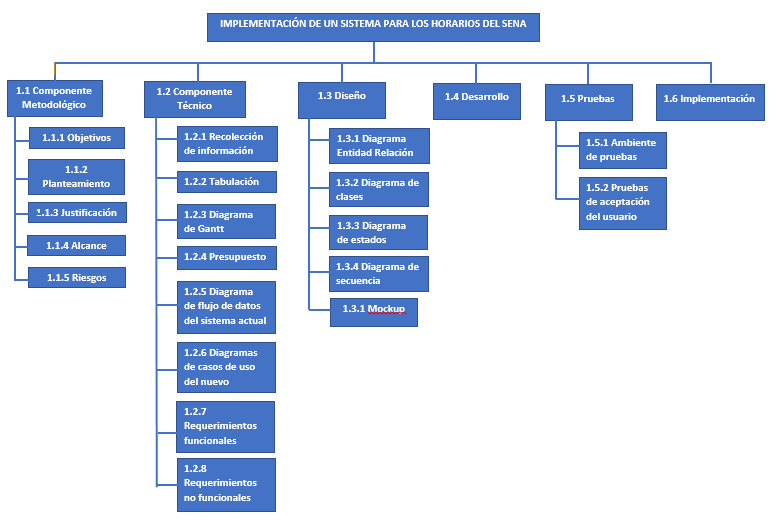 IMPLEMENTACIÓN DE UN SISTEMA PARA LOS HORARIOS DEL SENA
1.1 Componente
Metodológico
1.1.1 Objetivos
1.1.2
Planteamiento
1.1.3 Justificación
1.1.4 Alcance
1.1.5 Riesgos
1.2 Componente
Técnico
1.2.1 Recolección
de información
1.2.2 Tabulación
1.2.3 Diagrama
de Gantt
1.2.4 Presupuesto
1.2.5 Diagrama
de flujo de datos
del sistema actual
1.2.6 Diagramas
de casos de uso
del nuevo
1.2.7
Requerimientos
funcionales
1.2.8
Requerimientos
no funcionales
1.3 Diseño
1.3.1 Diagrama
Entidad Relación
1.3.2 Diagrama de
clases
1.3.3 Diagrama
de estados
1.3.4 Diagrama de
secuencia
1.3.1 Mockup
1.4 Desarrollo
1.5 Pruebas
1.5.1 Ambiente
de pruebas
1.5.2 Pruebas
de aceptación
del usuario
1.6 Implementación